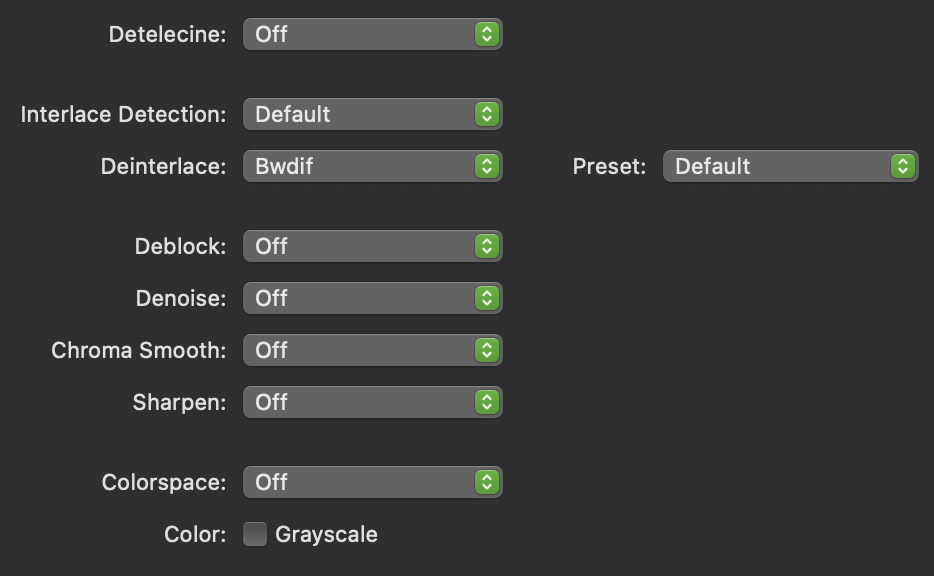 Detelecine: Off
Interlace Detection: Default
Deinterlace: Bwdif Preset: Default
Deblock: Off
Denoise: Off
Chroma Smooth: Off
Sharpen: Off
Colorspace: Off
Color: Grayscale